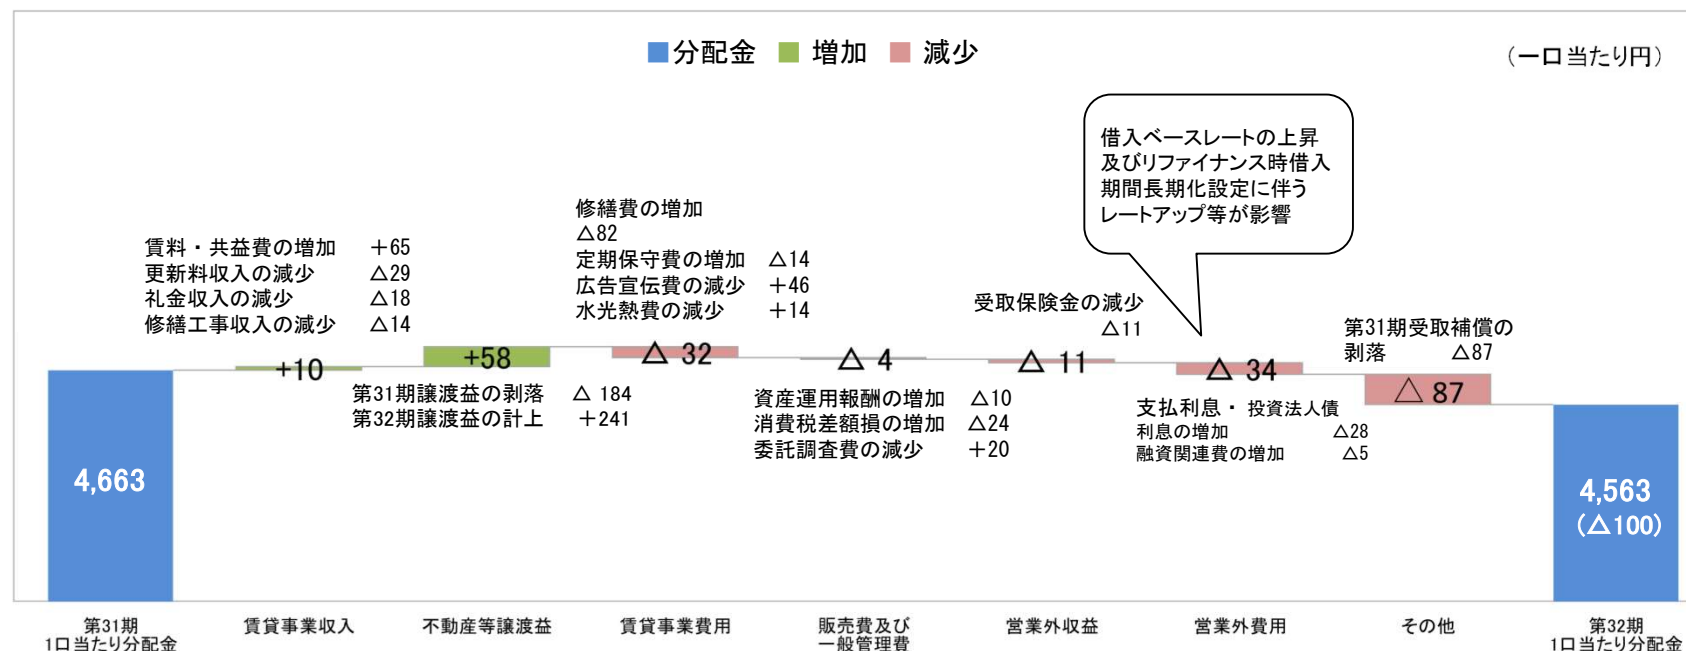 分配金 増加 減少
（一口当たり円）
借入ベースレートの上昇
及びリファイナンス時借入
期間長期化設定に伴う
レートアップ等が影響
賃料・共益費の増加 +65
更新料収入の減少 △29
礼金収入の減少 △18
修繕工事収入の減少 △14
修繕費の増加
△82
定期保守費の増加 △14
広告宣伝費の減少 +46
水光熱費の減少 +14
受取保険金の減少
△11
第31期受取補償の
剥落 △87
+10
+58
△ 32
△ 4
△ 11
△ 34
△ 87
第31期譲渡益の剥落 △ 184
第32期譲渡益の計上 +241
資産運用報酬の増加 △10
消費税差額損の増加 △24
委託調査費の減少 +20
支払利息・投資法人債
利息の増加 △28
融資関連費の増加 △5
4,663
4,563
(△100)
第31期
1口当たり分配金
賃貸事業収入
不動産等譲渡益
賃貸事業費用
販売費及び
一般管理費
営業外収益
営業外費用
その他
第32期
1口当たり分配金